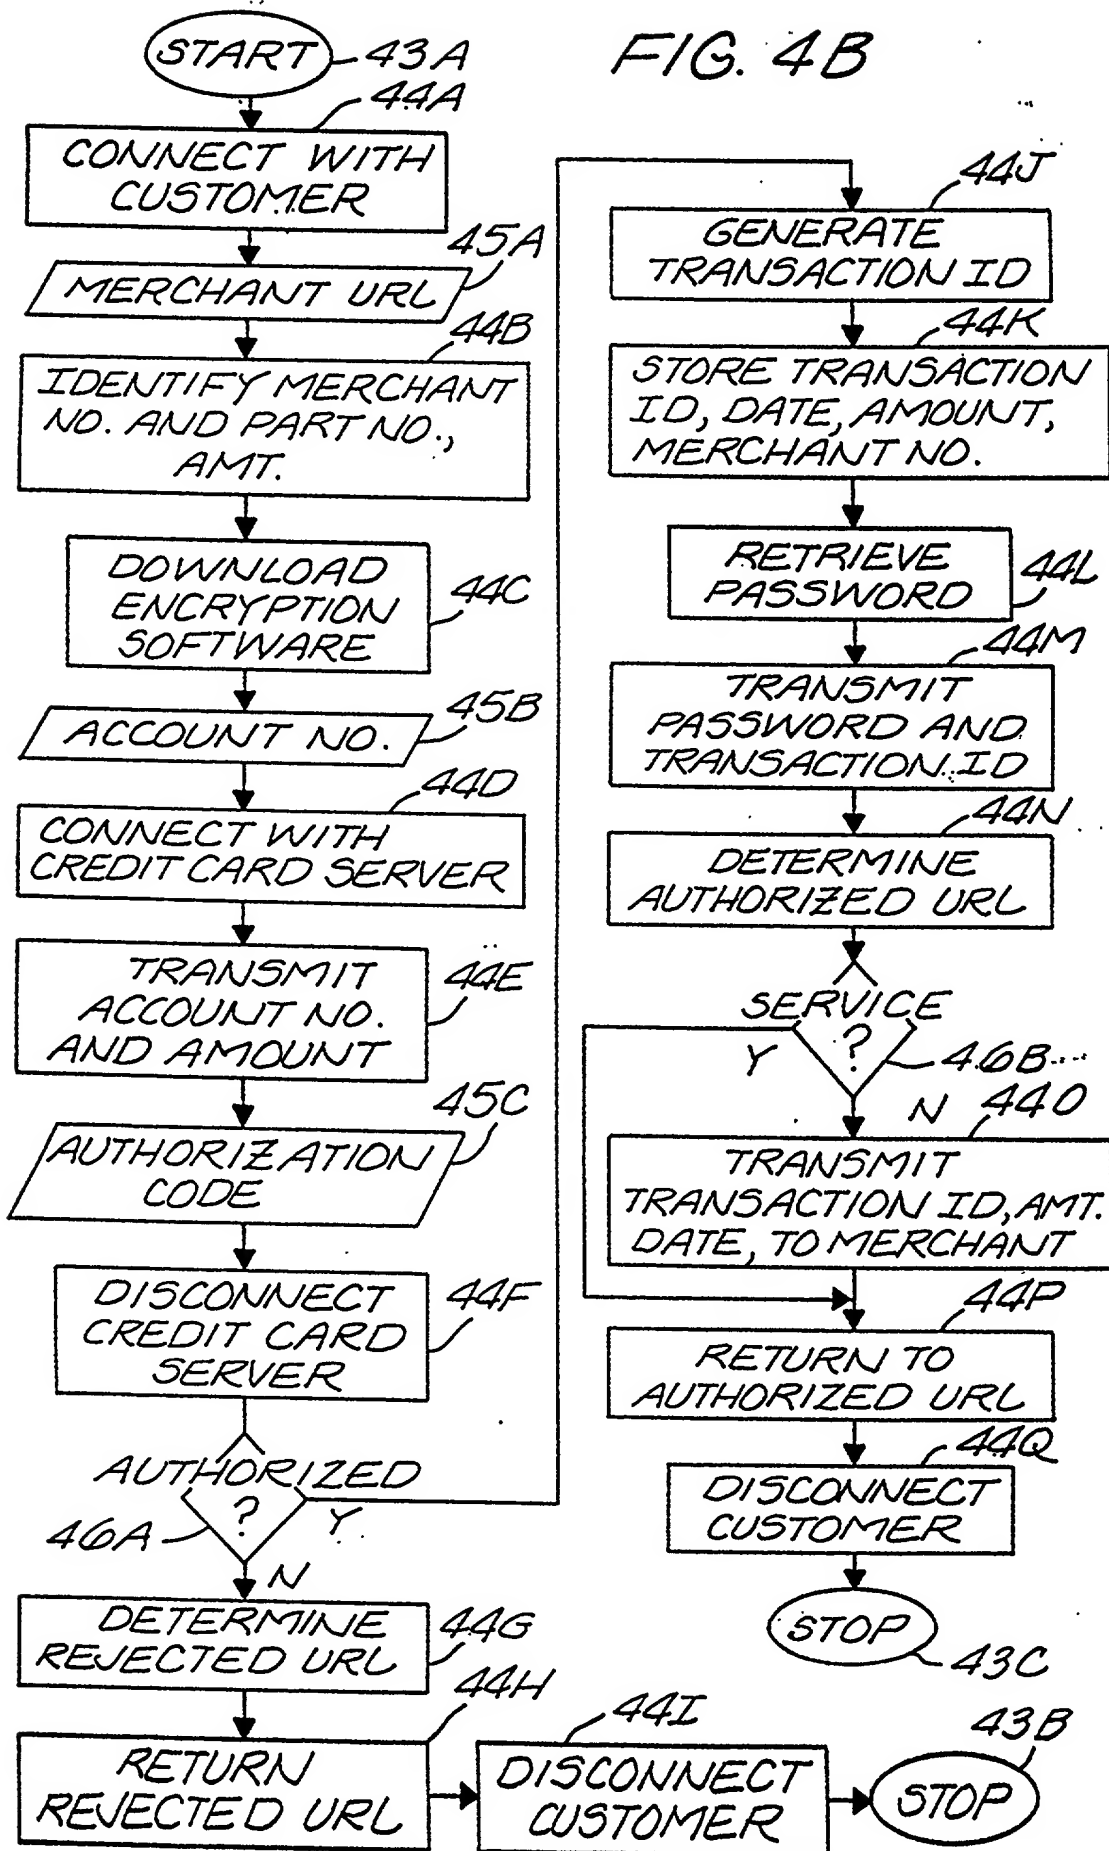 FIG. 4B
START
43A
44A
CONNECT WITH
CUSTOMER
45A
MERCHANT URL
44B
IDENTIFY MERCHANT
NO. AND PART NO.,
AMT.
DOWNLOAD
ENCRYPTION
SOFTWARE
44C
45B
ACCOUNT NO.
44D
CONNECT WITH
CREDIT CARD SERVER
TRANSMIT
ACCOUNT NO.
AND AMOUNT
44E
45C
AUTHORIZATION
CODE
DISCONNECT
CREDIT CARD
SERVER
44F
AUTHORIZED
?
Y
46A
N
DETERMINE
REJECTED URL
44G
44H
RETURN
REJECTED URL
44I
DISCONNECT
CUSTOMER
43B
STOP
44J
GENERATE
TRANSACTION ID
44K
STORE TRANSACTION
ID, DATE, AMOUNT,
MERCHANT NO.
RETRIEVE
PASSWORD
44L
44M
TRANSMIT
PASSWORD AND
TRANSACTION ID
44N
DETERMINE
AUTHORIZED URL
SERVICE
?
Y
46B
N
44O
TRANSMIT
TRANSACTION ID, AMT.
DATE, TO MERCHANT
44P
RETURN TO
AUTHORIZED URL
44Q
DISCONNECT
CUSTOMER
STOP
43C